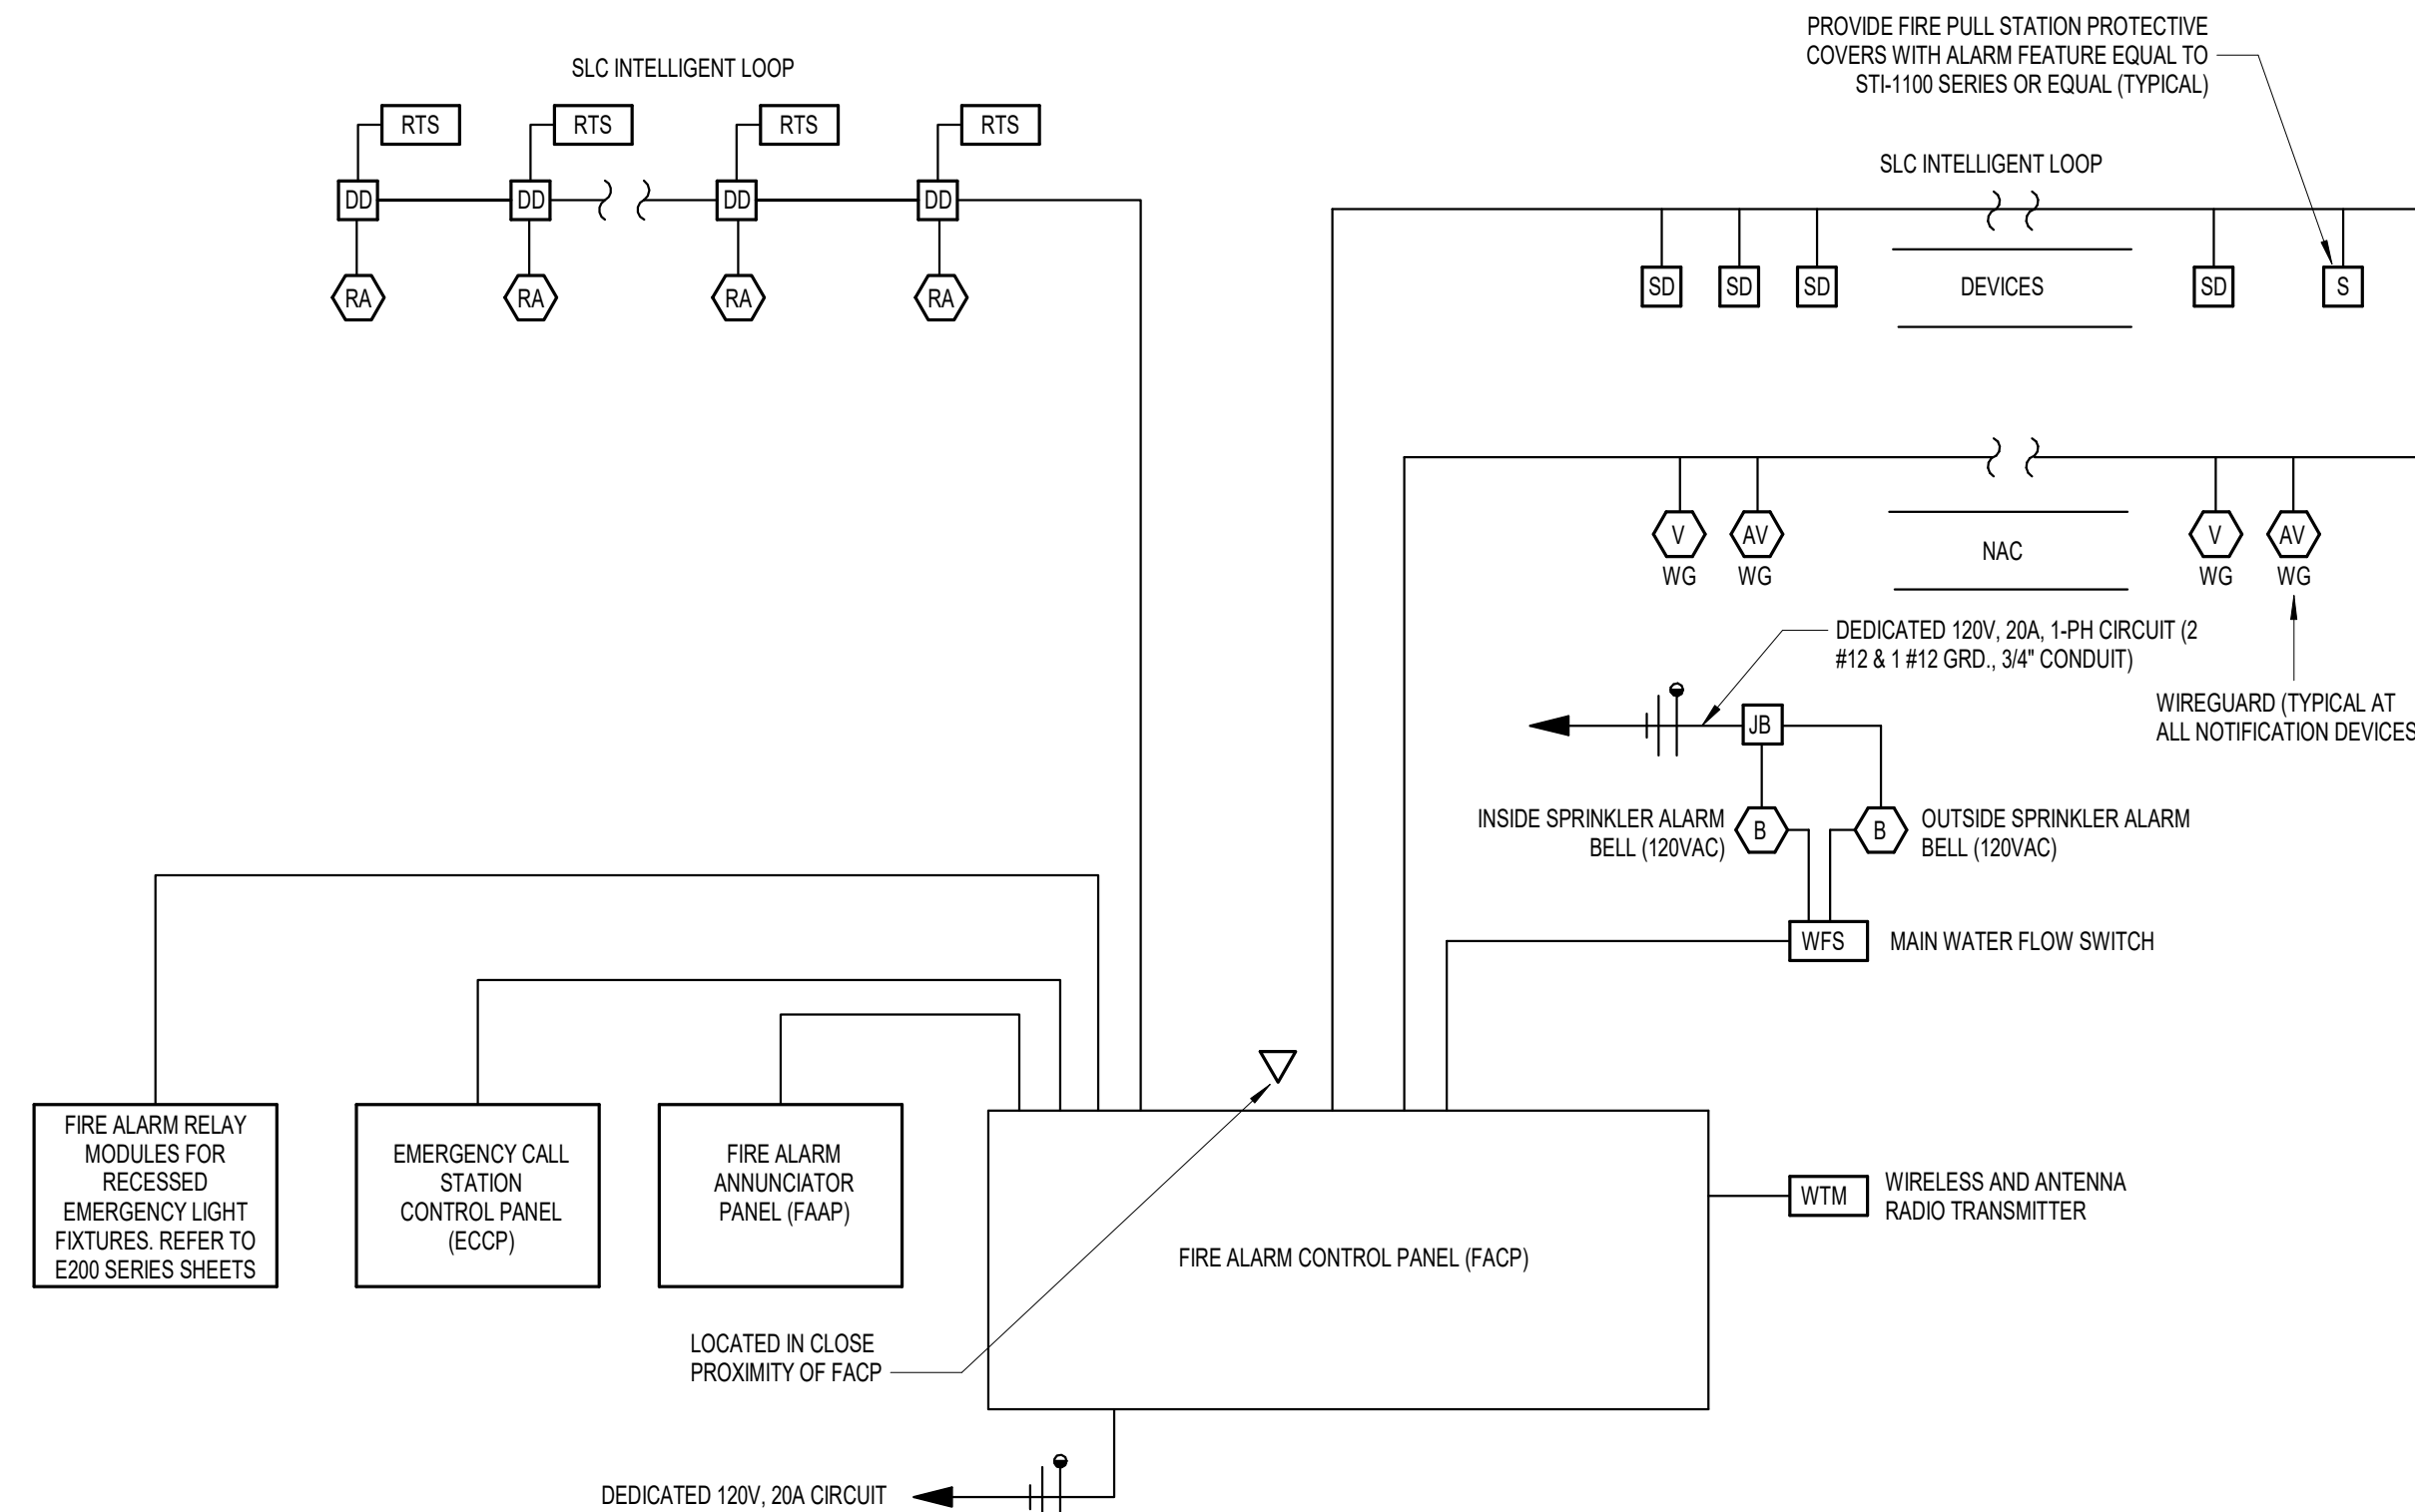 PROVIDE FIRE PULL STATION PROTECTIVE
COVERS WITH ALARM FEATURE EQUAL TO
STI-1100 SERIES OR EQUAL (TYPICAL)
SLC INTELLIGENT LOOP
RTS
RTS
RTS
RTS
DD
DD
DD
DD
RA
RA
RA
RA
SLC INTELLIGENT LOOP
SD
SD
SD
DEVICES
SD
S
V
AV
NAC
V
AV
WG
WG
WG
WG
DEDICATED 120V, 20A, 1-PH CIRCUIT (2
#12 & 1 #12 GRD., 3/4" CONDUIT)
WIREGUARD (TYPICAL AT
ALL NOTIFICATION DEVICES
JB
INSIDE SPRINKLER ALARM
BELL (120VAC)
B
B
OUTSIDE SPRINKLER ALARM
BELL (120VAC)
WFS
MAIN WATER FLOW SWITCH
FIRE ALARM RELAY
MODULES FOR
RECESSED
EMERGENCY LIGHT
FIXTURES. REFER TO
E200 SERIES SHEETS
EMERGENCY CALL
STATION
CONTROL PANEL
(ECCP)
FIRE ALARM
ANNUNCIATOR
PANEL (FAAP)
FIRE ALARM CONTROL PANEL (FACP)
WTM
WIRELESS AND ANTENNA
RADIO TRANSMITTER
LOCATED IN CLOSE
PROXIMITY OF FACP
DEDICATED 120V, 20A CIRCUIT